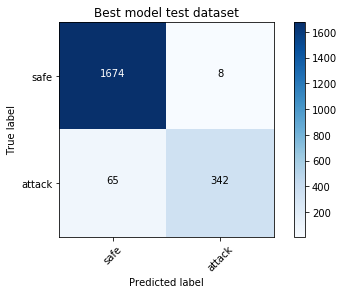 Best model test dataset
safe
1674
8
attack
65
342
safe
attack
True label
Predicted label
1600
1400
1200
1000
800
600
400
200